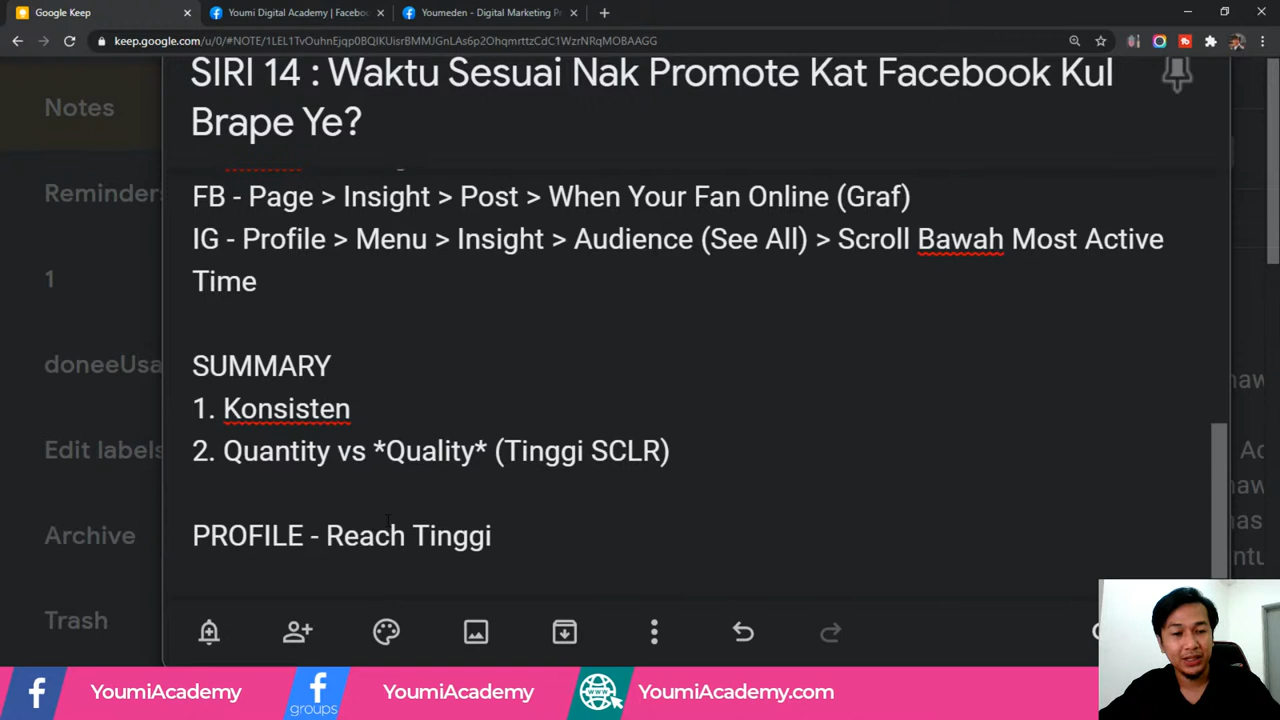 Google Keep
Youmi Digital Academy | Facebo
Youmeden - Digital Marketing Pr
keep.google.com/u/0/#NOTE/1LEL1TvOuhnEjqp0BQIKUisrBMMJGnLAs6p2OhqmrttzCdC1WzrNRqMOBAAGG
SIRI 14 : Waktu Sesuai Nak Promote Kat Facebook Kul
Brape Ye?
Notes
Reminders
1
doneeUsa
Edit labels
Archive
Trash
FB - Page > Insight > Post > When Your Fan Online (Graf)
IG - Profile > Menu > Insight > Audience (See All) > Scroll Bawah Most Active
Time
SUMMARY
1. Konsisten
2. Quantity vs *Quality* (Tinggi SCLR)
PROFILE - Reach Tinggi
YoumiAcademy
groups
YoumiAcademy
www
YoumiAcademy.com